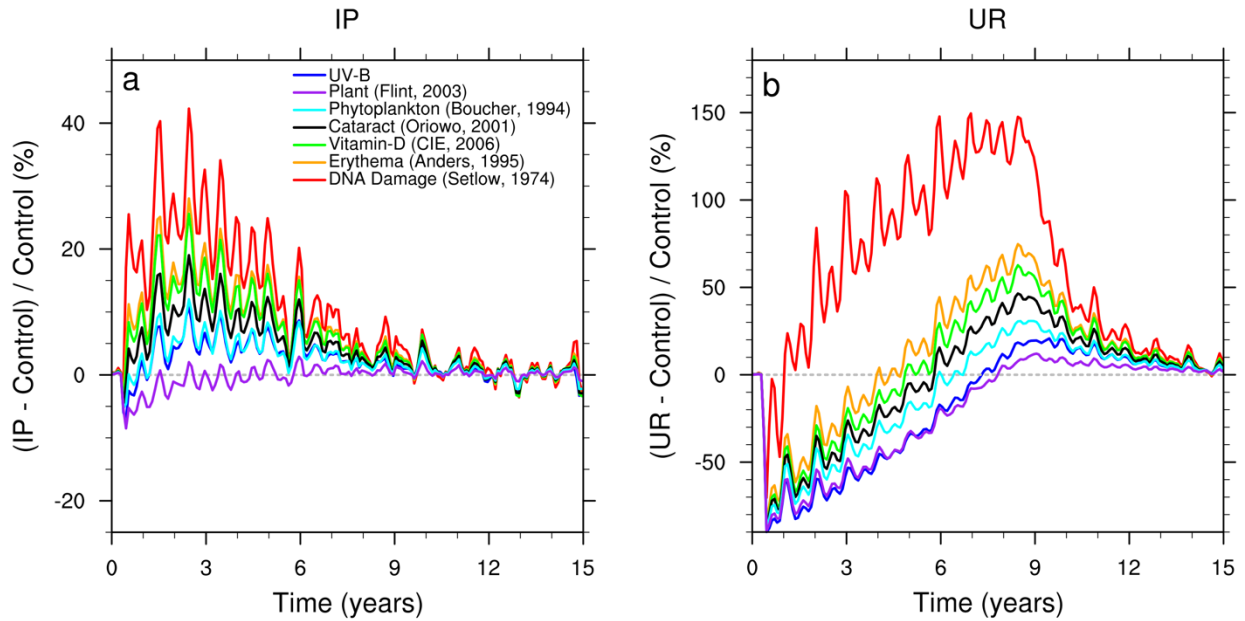 IP
a
UV-B
Plant (Flint, 2003)
Phytoplankton (Boucher, 1994)
Cataract (Oriowo, 2001)
Vitamin-D (CIE, 2006)
Erythema (Anders, 1995)
DNA Damage (Setlow, 1974)
(IP - Control) / Control (%)
40
20
0
-20
0 3 6 9 12 15
Time (years)
UR
b
(UR - Control) / Control (%)
150
100
50
0
-50
0 3 6 9 12 15
Time (years)